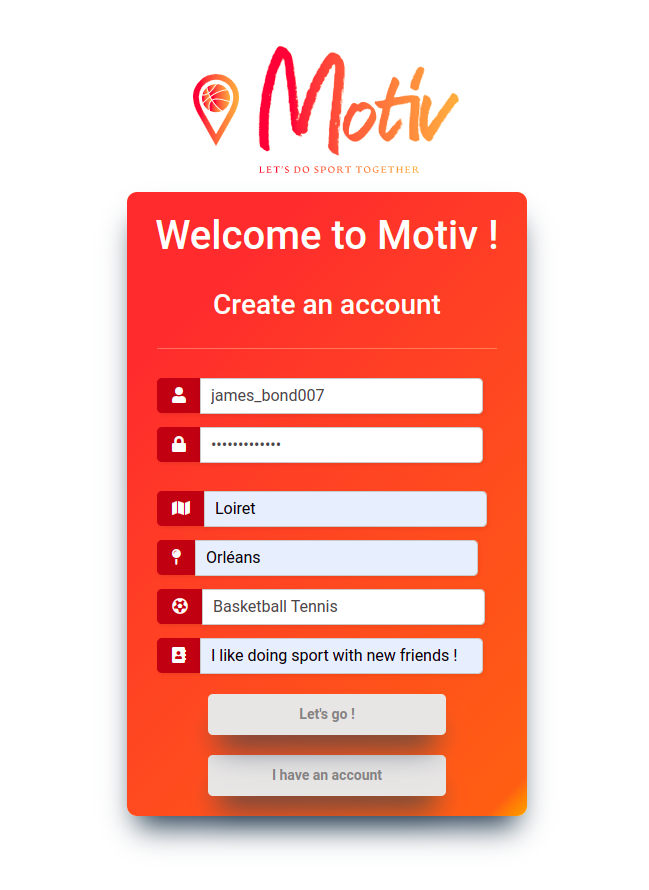 Motiv
LET'S DO SPORT TOGETHER
Welcome to Motiv !
Create an account
james_bond007
•••••••••••••
Loiret
Orléans
Basketball Tennis
I like doing sport with new friends !
Let's go !
I have an account